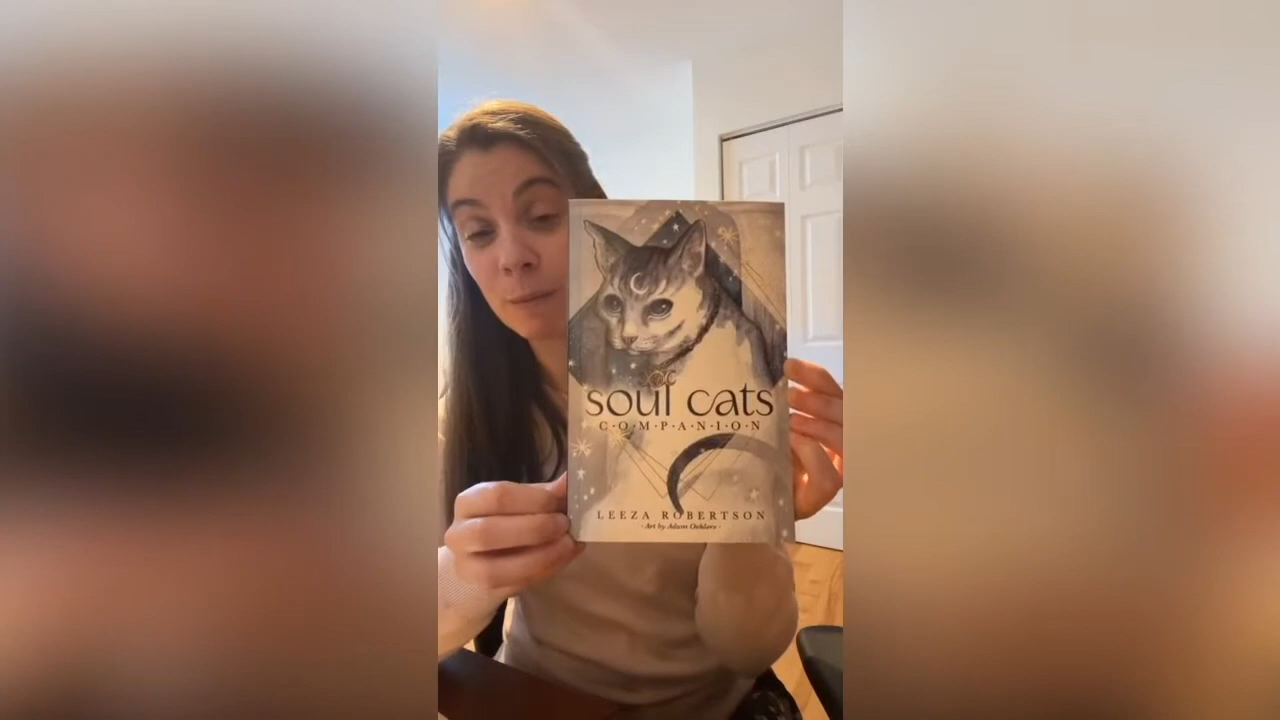 soul cats
C·O·M·P·A·N·I·O·N
LEEZA ROBERTSON
· Art by Adam Oehlers ·